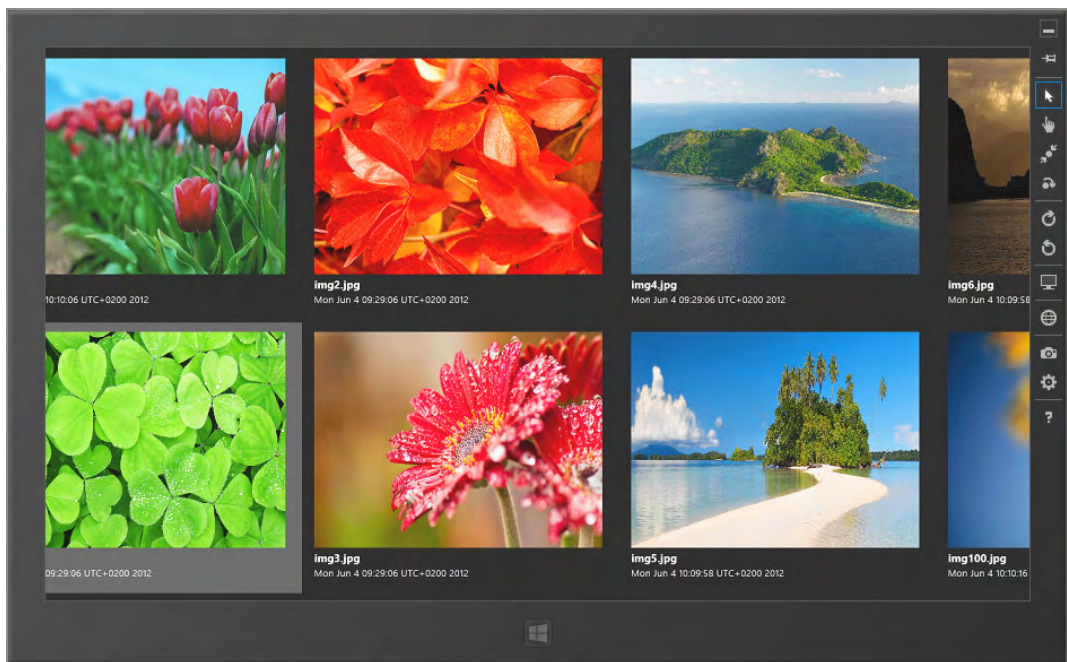 10:10:06 UTC+0200 2012
img2.jpg
Mon Jun 4 09:29:06 UTC+0200 2012
img4.jpg
Mon Jun 4 09:29:06 UTC+0200 2012
img6.jpg
Mon Jun 4 10:09:58
09:29:06 UTC+0200 2012
img3.jpg
Mon Jun 4 09:29:06 UTC+0200 2012
img5.jpg
Mon Jun 4 10:09:58 UTC+0200 2012
img100.jpg
Mon Jun 4 10:10:16
?